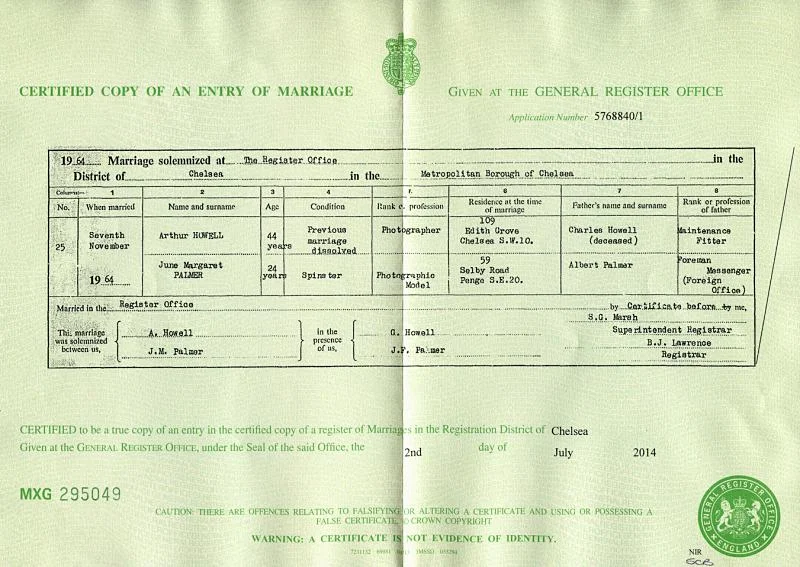 CERTIFIED COPY OF AN ENTRY OF MARRIAGE
GIVEN AT THE GENERAL REGISTER OFFICE
Application Number 5768840/1
19 64 Marriage solemnized at The Register Office in the
District of Chelsea in the Metropolitan Borough of Chelsea
Columns:— 1 2 3 4 5 6 7 8
No. When married Name and surname Age Condition Rank or profession Residence at the time of marriage Father's name and surname Rank or profession of father
25
Seventh
November
19 64
Arthur HOWELL
44
years
Previous
marriage
dissolved
Photographer
109
Edith Grove
Chelsea S.W.10.
Charles Howell
(deceased)
Maintenance
Fitter
June Margaret
PALMER
24
years
Spinster
Photographic
Model
59
Selby Road
Penge S.E.20.
Albert Palmer
Foreman
Messenger
(Foreign
Office)
Married in the Register Office by Certificate before by me,
S.G. Marsh
This marriage
was solemnized
between us,
A. Howell
J.M. Palmer
in the
presence
of us,
G. Howell
J.F. Palmer
Superintendent Registrar
B.J. Lawrence
Registrar
CERTIFIED to be a true copy of an entry in the certified copy of a register of Marriages in the Registration District of Chelsea
Given at the GENERAL REGISTER OFFICE, under the Seal of the said Office, the 2nd day of July 2014
MXG 295049
CAUTION: THERE ARE OFFENCES RELATING TO FALSIFYING OR ALTERING A CERTIFICATE AND USING OR POSSESSING A
FALSE CERTIFICATE. © CROWN COPYRIGHT
WARNING: A CERTIFICATE IS NOT EVIDENCE OF IDENTITY.
GENERAL REGISTER OFFICE
ENGLAND
NIR